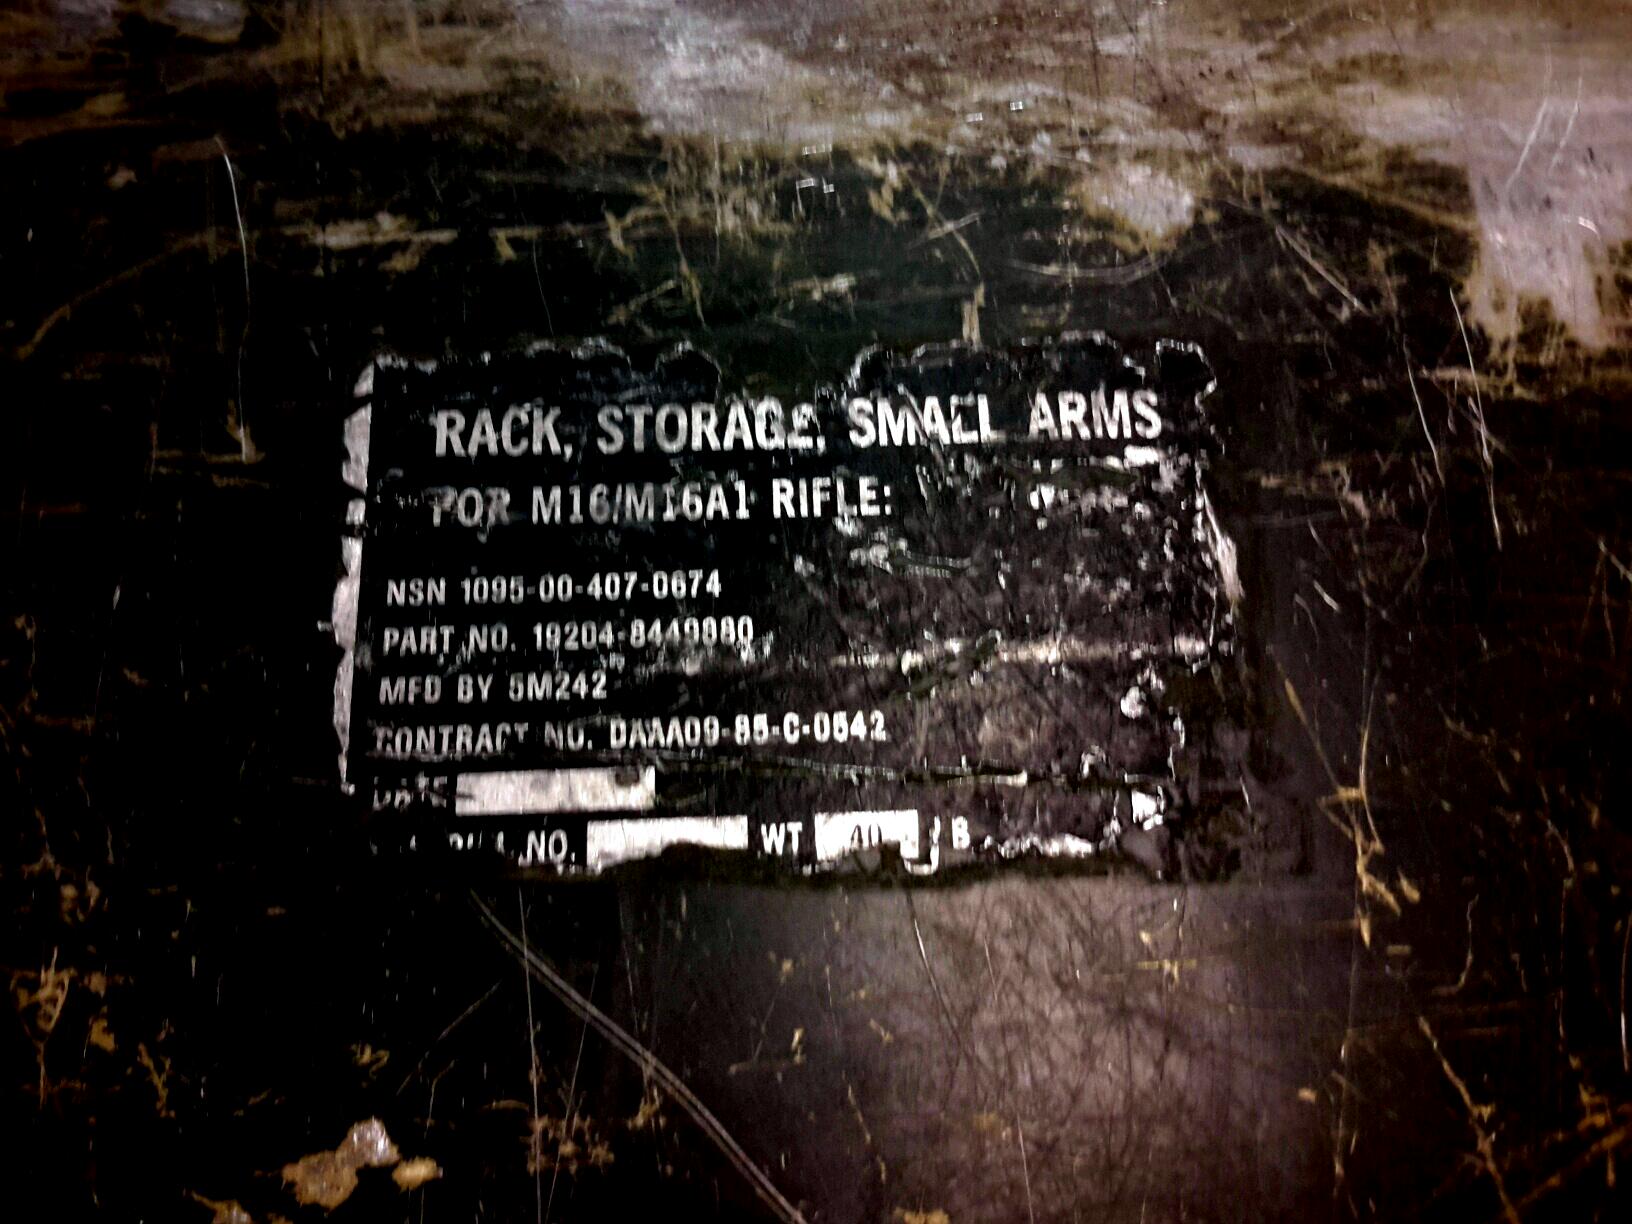 RACK, STORAGE, SMALL ARMS
FOR M16/M16A1 RIFLE:
NSN 1095-00-407-0674
PART NO. 19204-8449880
MFD BY 5M242
CONTRACT NO. DAAA09-85-C-0542
DATE
NO. WT 40